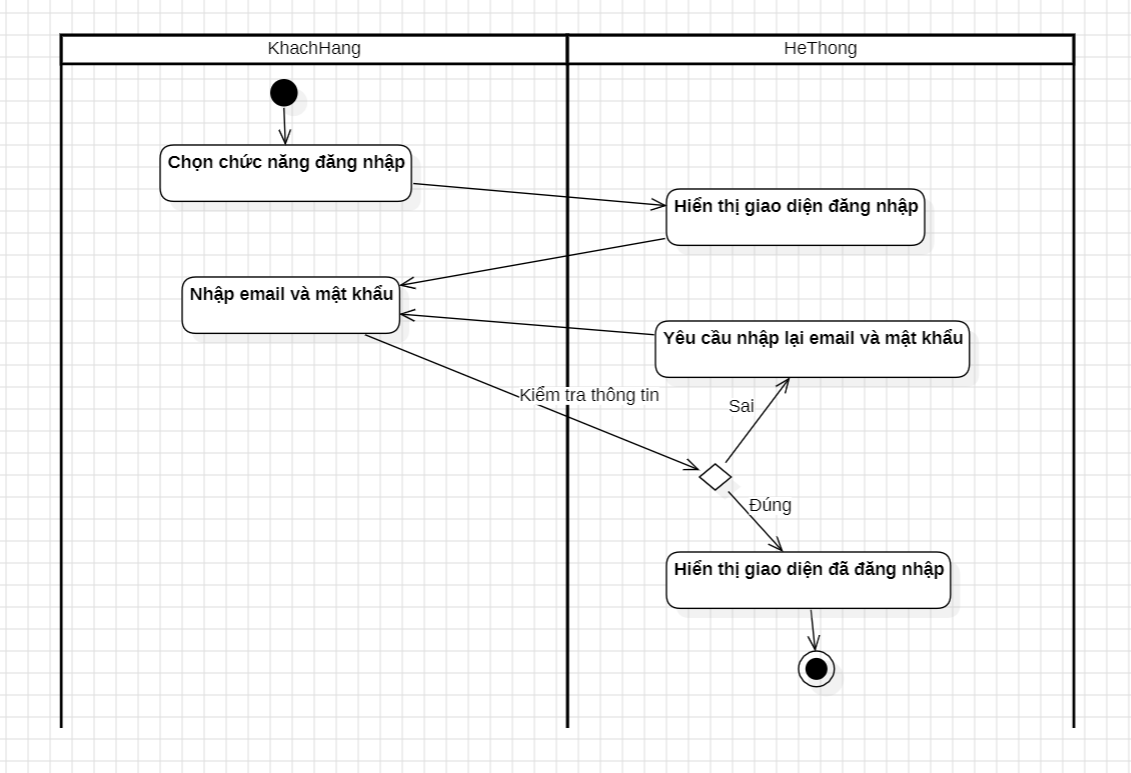 KhachHang
HeThong
Chọn chức năng đăng nhập
Hiển thị giao diện đăng nhập
Nhập email và mật khẩu
Yêu cầu nhập lại email và mật khẩu
Kiểm tra thông tin
Sai
Đúng
Hiển thị giao diện đã đăng nhập